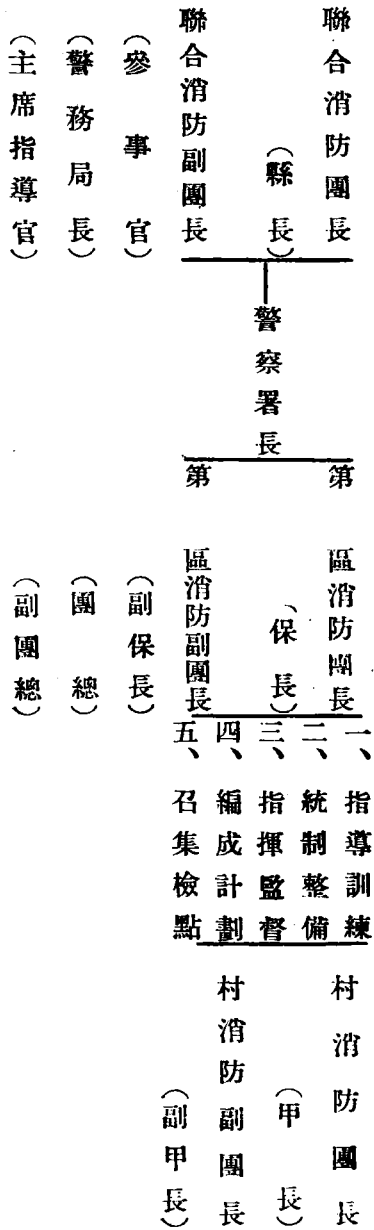 聯合消防團長
（縣長）
聯合消防副團長
（參事官）
（警務局長）
（主席指導官）
警察署長
第　區消防團長
（保長）
第　區消防副團長
（副保長）
（團總）
（副團總）
一、指導訓練
二、統制整備
三、指揮監督
四、編成計劃
五、召集檢點
村消防團長
（甲長）
村消防副團長
（副甲長）